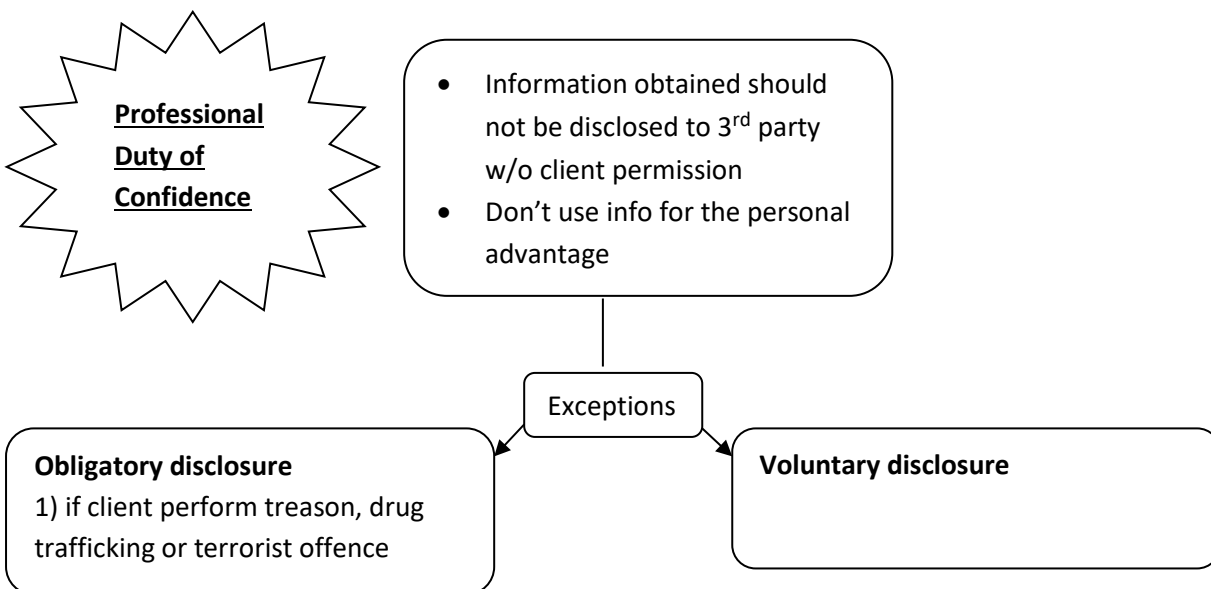 Professional
Duty of
Confidence
• Information obtained should
not be disclosed to 3rd party
w/o client permission
• Don’t use info for the personal
advantage
Exceptions
Obligatory disclosure
1) if client perform treason, drug
trafficking or terrorist offence
Voluntary disclosure